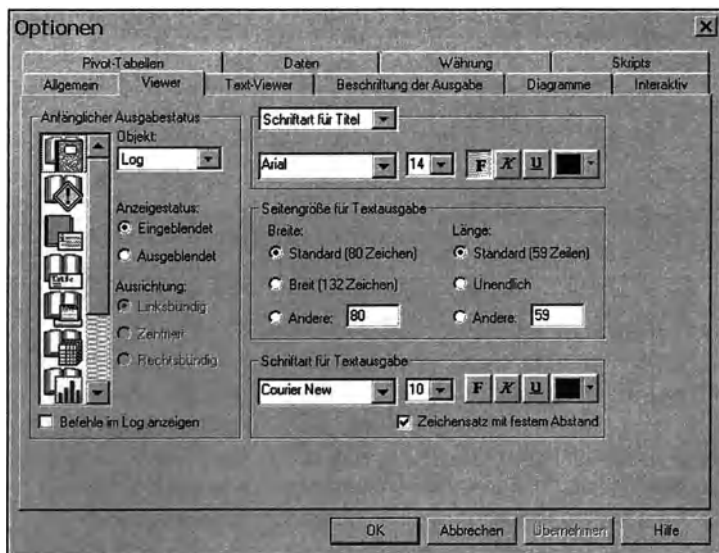 Optionen
Pivot-Tabellen Daten Währung Skripts
Allgemein Viewer Text-Viewer Beschriftung der Ausgabe Diagramme Interaktiv
Anfänglicher Ausgabestatus
Objekt:
Log
Anzeigestatus:
Eingeblendet
Ausgeblendet
Ausrichtung:
Linksbündig
Zentriert
Rechtsbündig
Befehle im Log anzeigen
Schriftart für Titel
Arial 14 F K U
Seitengröße für Textausgabe
Breite: Länge:
Standard (80 Zeichen) Standard (59 Zeilen)
Breit (132 Zeichen) Unendlich
Andere: 80 Andere: 59
Schriftart für Textausgabe
Courier New 10 F K U
Zeichensatz mit festem Abstand
OK Abbrechen Übernehmen Hilfe